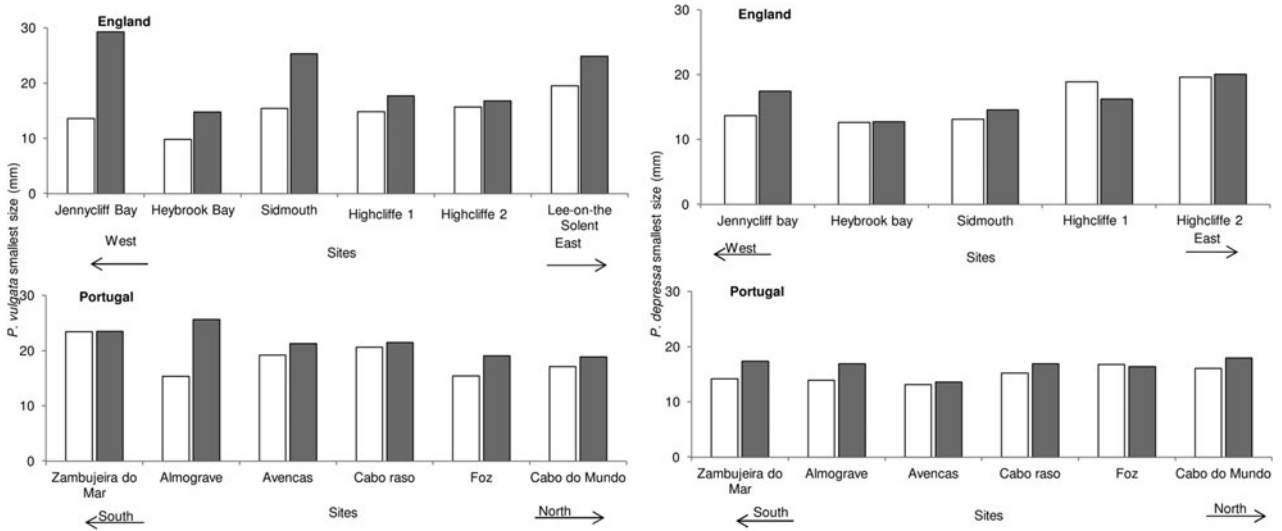 P. vulgata smallest size (mm)
England
30
20
10
0
Jennycliff Bay Heybrook Bay Sidmouth Highcliffe 1 Highcliffe 2 Lee-on-the
Solent
West East
Sites
Portugal
30
20
10
0
Zambujeira do Almograve Avencas Cabo raso Foz Cabo do Mundo
Mar
South Sites North
P. depressa smallest size (mm)
England
30
20
10
0
Jennycliff bay Heybrook bay Sidmouth Highcliffe 1 Highcliffe 2
West East
Sites
Portugal
30
20
10
0
Zambujeira do Almograve Avencas Cabo raso Foz Cabo do Mundo
Mar
South Sites North